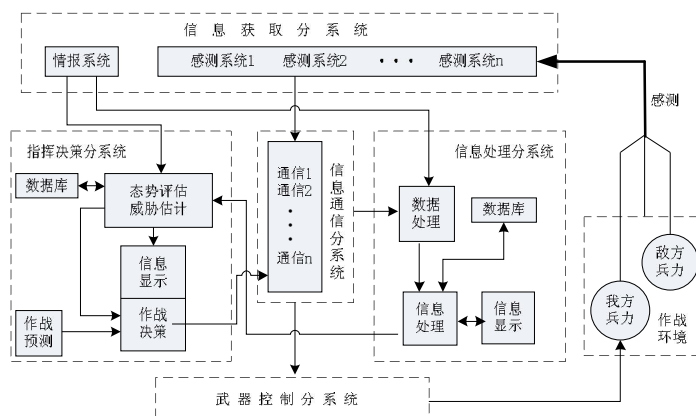 信息获取分系统
情报系统
感测系统1 感测系统2 ··· 感测系统n
感测
指挥决策分系统
数据库
态势评估
威胁估计
信息
显示
作战
预测
作战
决策
通信1
通信2
···
通信n
信息通信分系统
信息处理分系统
数据
处理
数据库
信息
处理
信息
显示
敌方
兵力
我方
兵力
作战
环境
武器控制分系统